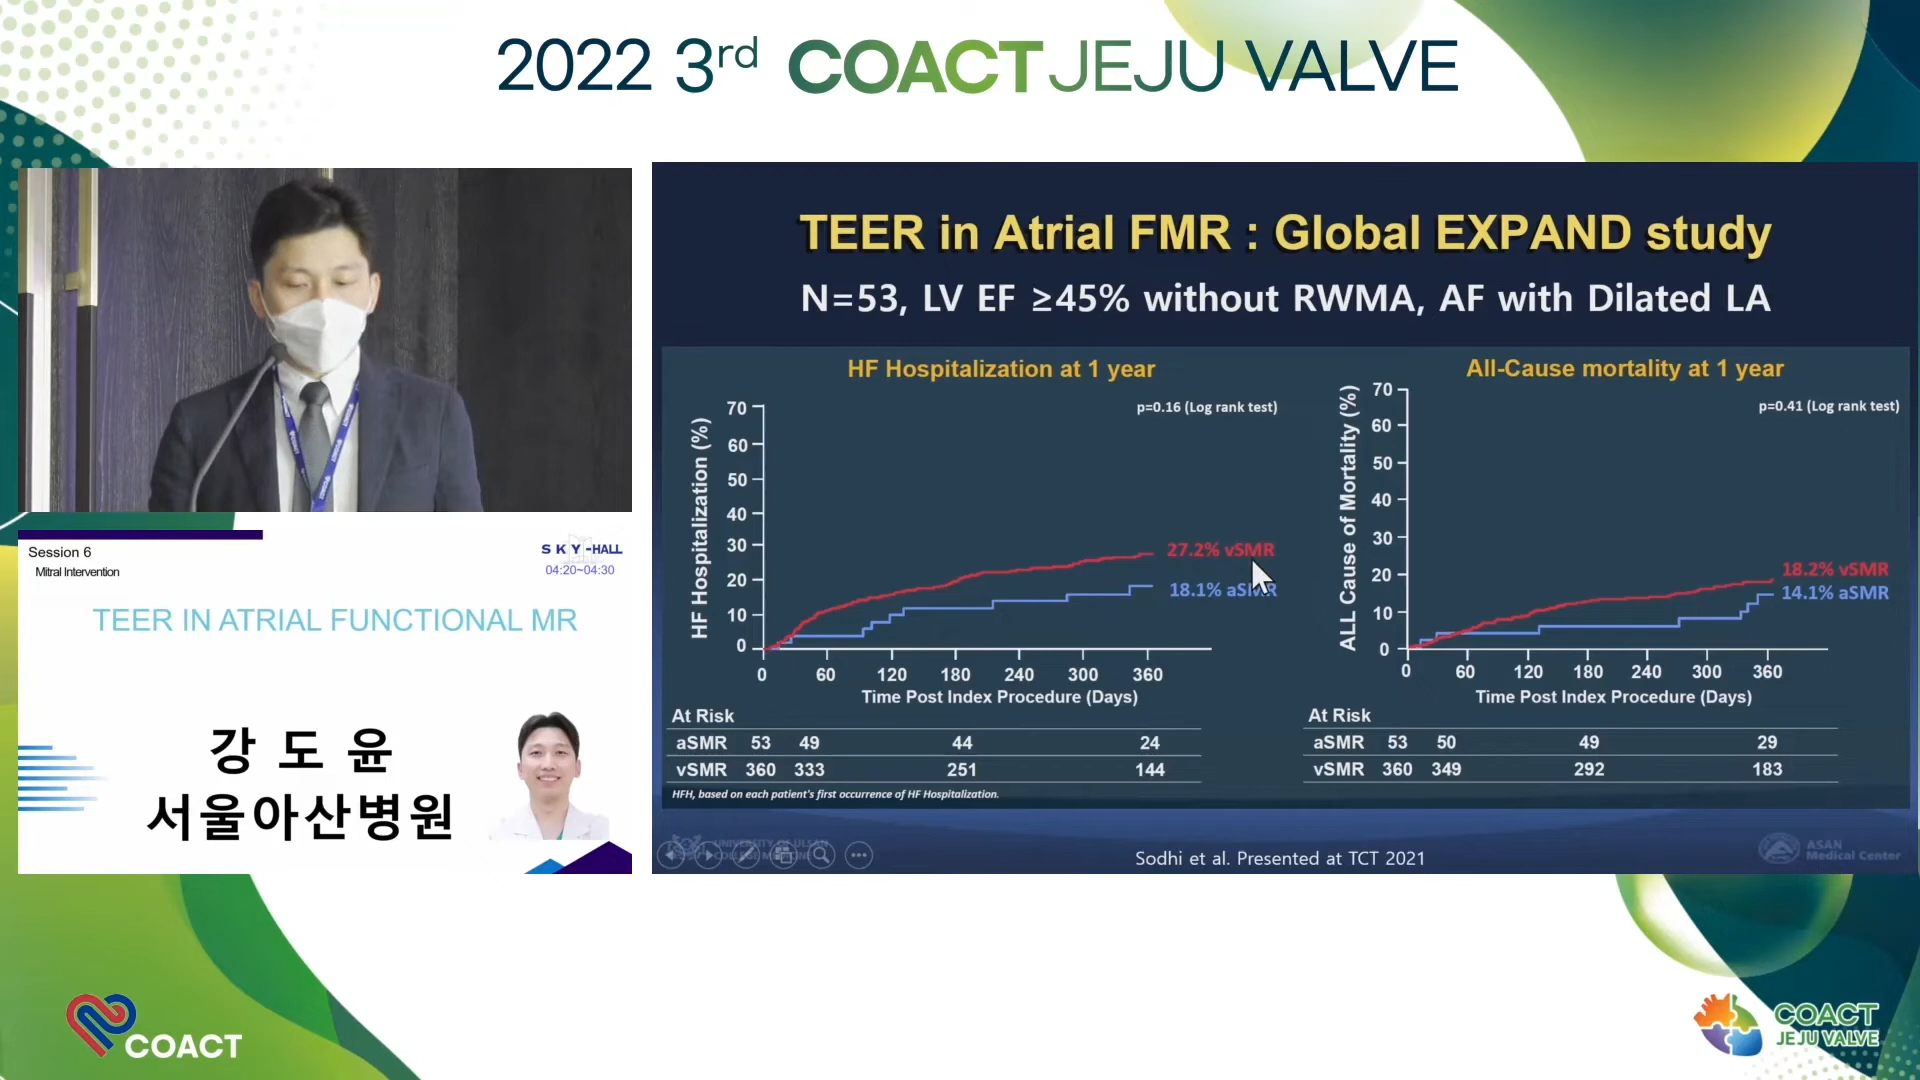 2022 3rd COACT JEJU VALVE
Session 6
Mitral Intervention
SKY-HALL
04:20~04:30
TEER IN ATRIAL FUNCTIONAL MR
강 도 윤
서울아산병원
TEER in Atrial FMR : Global EXPAND study
N=53, LV EF ≥45% without RWMA, AF with Dilated LA
HF Hospitalization at 1 year
p=0.16 (Log rank test)
HF Hospitalization (%)
70
60
50
40
30
20
10
0
27.2% vSMR
18.1% aSMR
0 60 120 180 240 300 360
Time Post Index Procedure (Days)
At Risk
aSMR 53 49 44 24
vSMR 360 333 251 144
HFH, based on each patient's first occurrence of HF Hospitalization.
All-Cause mortality at 1 year
p=0.41 (Log rank test)
ALL Cause of Mortality (%)
70
60
50
40
30
20
10
0
18.2% vSMR
14.1% aSMR
0 60 120 180 240 300 360
Time Post Index Procedure (Days)
At Risk
aSMR 53 50 49 29
vSMR 360 349 292 183
UNIVERSITY OF ULSAN
COLLEGE MEDICINE
Sodhi et al. Presented at TCT 2021
ASAN
Medical Center
COACT
COACT
JEJU VALVE